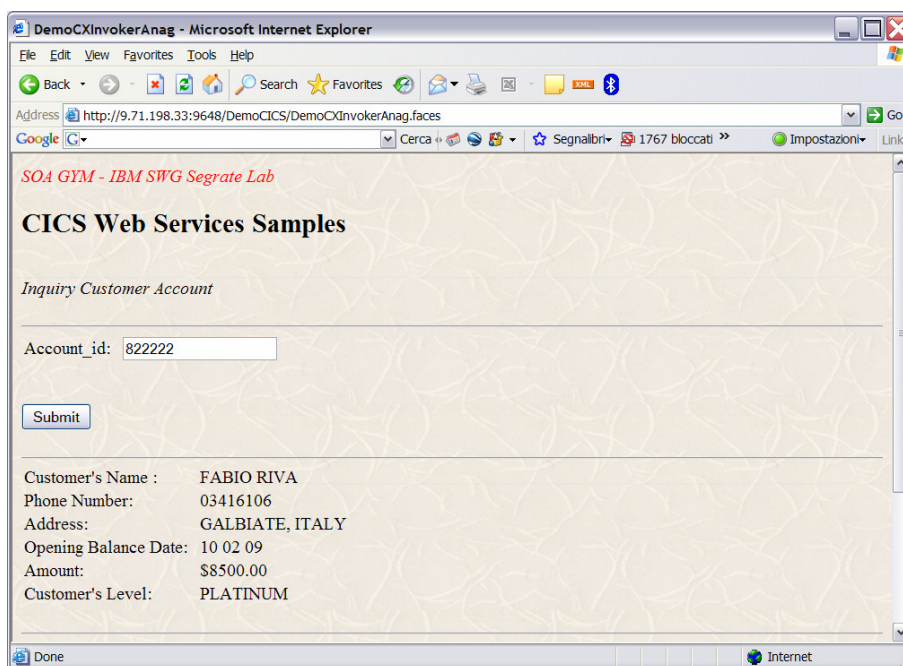 DemoCXInvokerAnag - Microsoft Internet Explorer
File Edit View Favorites Tools Help
Back Search Favorites XML
Address http://9.71.198.33:9648/DemoCICS/DemoCXInvokerAnag.faces Go
Google G Cerca Segnalibri 1767 bloccati » Impostazioni Link
SOA GYM - IBM SWG Segrate Lab
CICS Web Services Samples
Inquiry Customer Account
Account_id: 822222
Submit
Customer's Name : FABIO RIVA
Phone Number: 03416106
Address: GALBIATE, ITALY
Opening Balance Date: 10 02 09
Amount: $8500.00
Customer's Level: PLATINUM
Done Internet